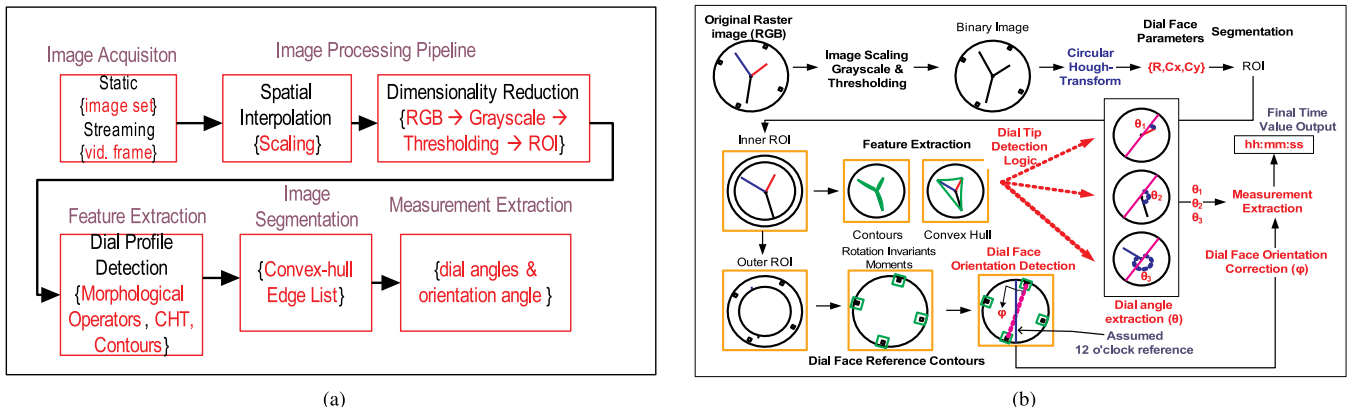 Image Acquisiton
Image Processing Pipeline
Static
{image set}
Streaming
{vid. frame}
Spatial
Interpolation
{Scaling}
Dimensionality Reduction
{RGB → Grayscale →
Thresholding → ROI}
Feature Extraction
Image
Segmentation
Measurement Extraction
Dial Profile
Detection
{Morphological
Operators , CHT,
Contours}
{Convex-hull
Edge List}
{dial angles &
orientation angle }
(a)
Original Raster
image (RGB)
Image Scaling
Grayscale &
Thresholding
Binary Image
Circular
Hough-
Transform
Dial Face
Parameters
{R,Cx,Cy}
Segmentation
ROI
Inner ROI
Feature Extraction
Contours
Convex Hull
Dial Tip
Detection
Logic
θ1
θ2
θ3
Dial angle
extraction (θ)
θ1
θ2
θ3
Final Time
Value Output
hh:mm:ss
Measurement
Extraction
Dial Face Orientation
Correction (φ)
Outer ROI
Rotation Invariants
Moments
Dial Face
Orientation Detection
φ
Assumed
12 o'clock reference
Dial Face Reference Contours
(b)